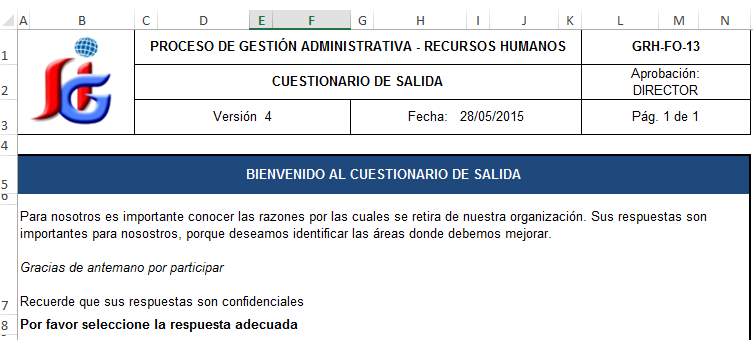 A B C D E F G H I J K L M N
1 PROCESO DE GESTIÓN ADMINISTRATIVA - RECURSOS HUMANOS GRH-FO-13
2 CUESTIONARIO DE SALIDA Aprobación:
DIRECTOR
3 Versión 4 Fecha: 28/05/2015 Pág. 1 de 1
4
5 BIENVENIDO AL CUESTIONARIO DE SALIDA
6
Para nosotros es importante conocer las razones por las cuales se retira de nuestra organización. Sus respuestas son
importantes para nosostros, porque deseamos identificar las áreas donde debemos mejorar.
Gracias de antemano por participar
7 Recuerde que sus respuestas son confidenciales
8 Por favor seleccione la respuesta adecuada